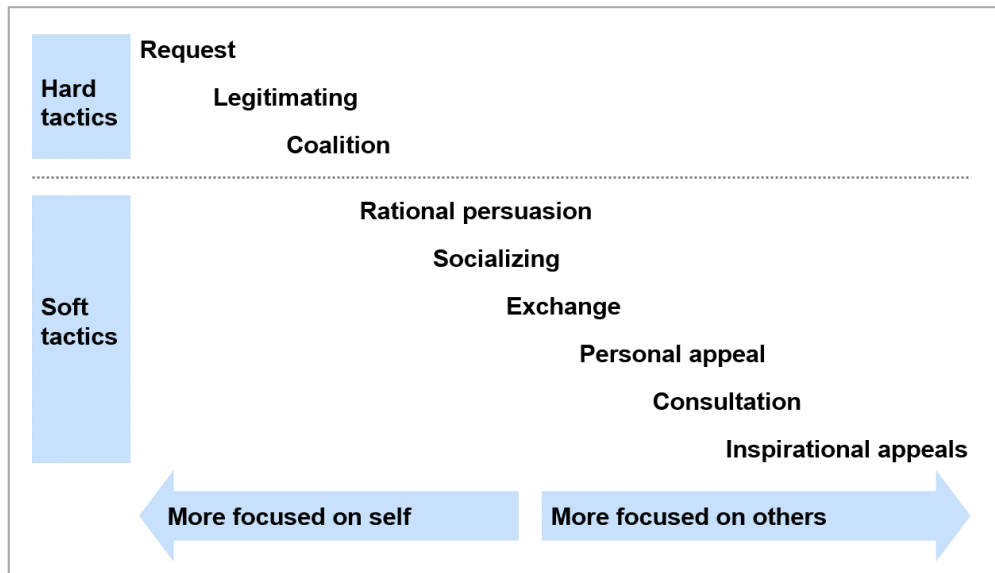 Request
Hard
tactics
Legitimating
Coalition
Rational persuasion
Socializing
Soft
tactics
Exchange
Personal appeal
Consultation
Inspirational appeals
More focused on self
More focused on others